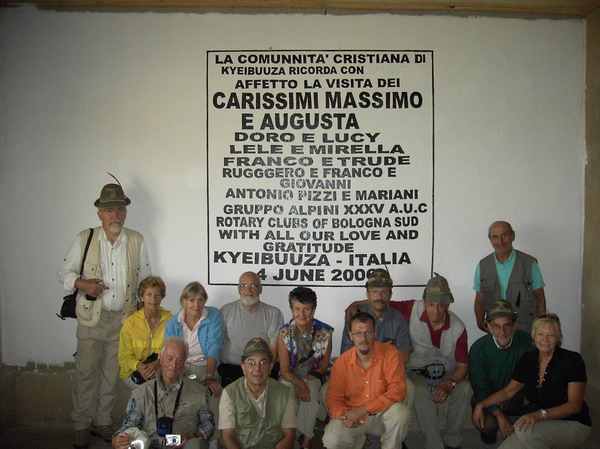 LA COMUNNITA' CRISTIANA DI
KYEIBUUZA RICORDA CON
AFFETTO LA VISITA DEI
CARISSIMI MASSIMO
E AUGUSTA
DORO E LUCY
LELE E MIRELLA
FRANCO E TRUDE
RUGGGERO E FRANCO E
GIOVANNI
ANTONIO PIZZI E MARIANI
GRUPPO ALPINI XXXV A.U.C
ROTARY CLUBS OF BOLOGNA SUD
WITH ALL OUR LOVE AND
GRATITUDE
KYEIBUUZA - ITALIA
4 JUNE